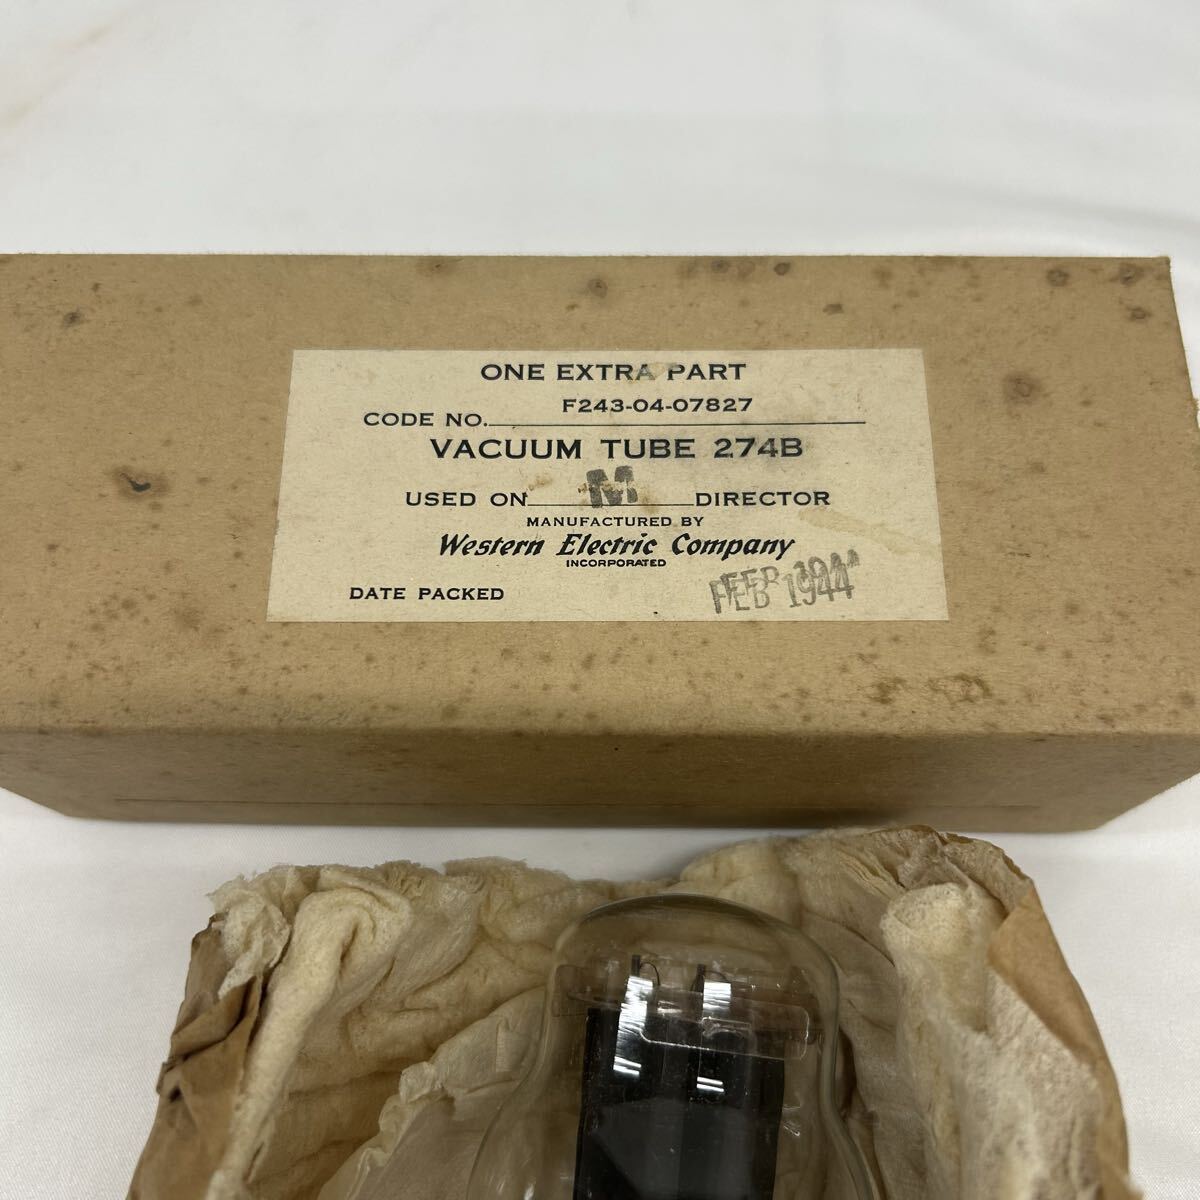 ONE EXTRA PART
CODE NO. F243-04-07827
VACUUM TUBE 274B
USED ON M DIRECTOR
MANUFACTURED BY
Western Electric Company
INCORPORATED
DATE PACKED FEB 1944